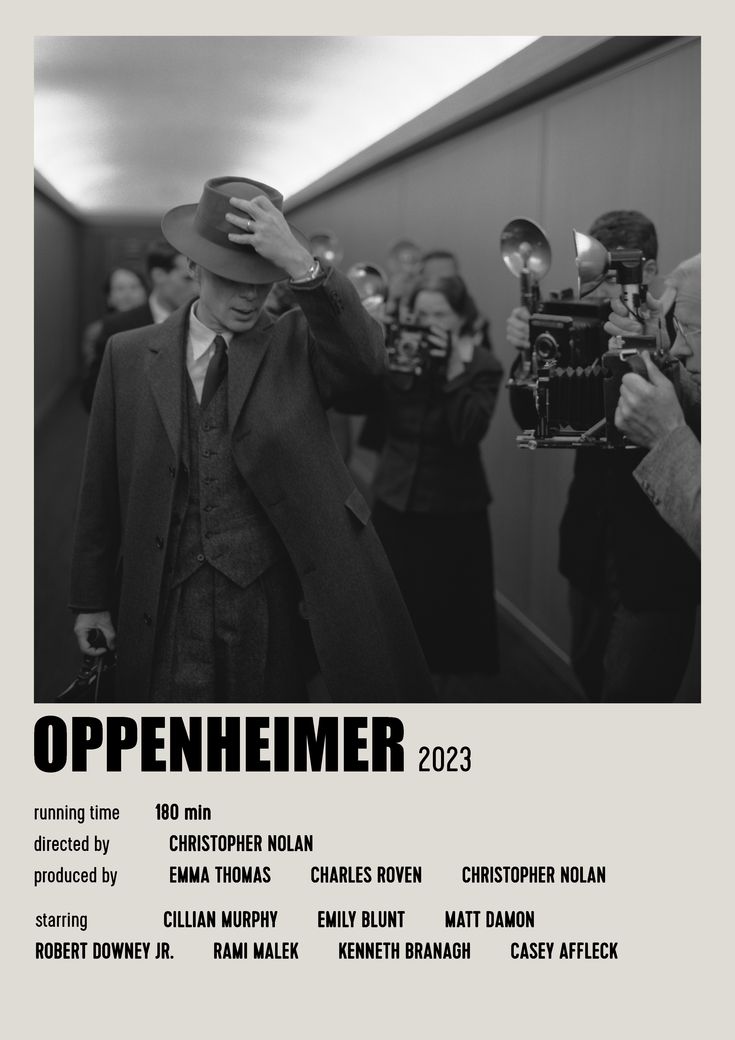 OPPENHEIMER 2023
running time 180 min
directed by CHRISTOPHER NOLAN
produced by EMMA THOMAS CHARLES ROVEN CHRISTOPHER NOLAN
starring CILLIAN MURPHY EMILY BLUNT MATT DAMON
ROBERT DOWNEY JR. RAMI MALEK KENNETH BRANAGH CASEY AFFLECK